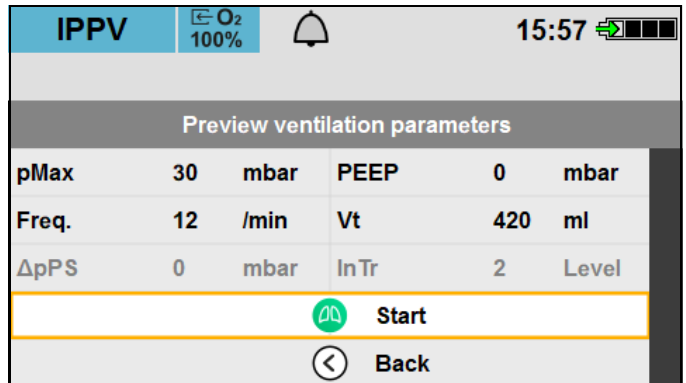 IPPV O₂ 100% 15:57
Preview ventilation parameters
pMax 30 mbar PEEP 0 mbar
Freq. 12 /min Vt 420 ml
ΔpPS 0 mbar InTr 2 Level
Start
Back